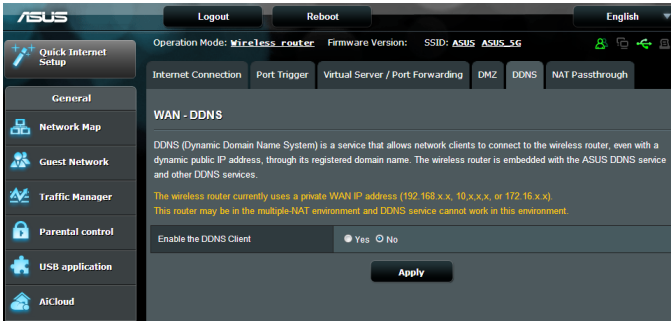 ASUS
Logout
Reboot
English
Quick Internet
Setup
Operation Mode: Wireless router Firmware Version: SSID: ASUS ASUS_5G
Internet Connection
Port Trigger
Virtual Server / Port Forwarding
DMZ
DDNS
NAT Passthrough
General
Network Map
Guest Network
Traffic Manager
Parental control
USB application
AiCloud
WAN - DDNS
DDNS (Dynamic Domain Name System) is a service that allows network clients to connect to the wireless router, even with a
dynamic public IP address, through its registered domain name. The wireless router is embedded with the ASUS DDNS service
and other DDNS services.
The wireless router currently uses a private WAN IP address (192.168.x.x, 10,x,x,x, or 172.16.x.x).
This router may be in the multiple-NAT environment and DDNS service cannot work in this environment.
Enable the DDNS Client
Yes No
Apply